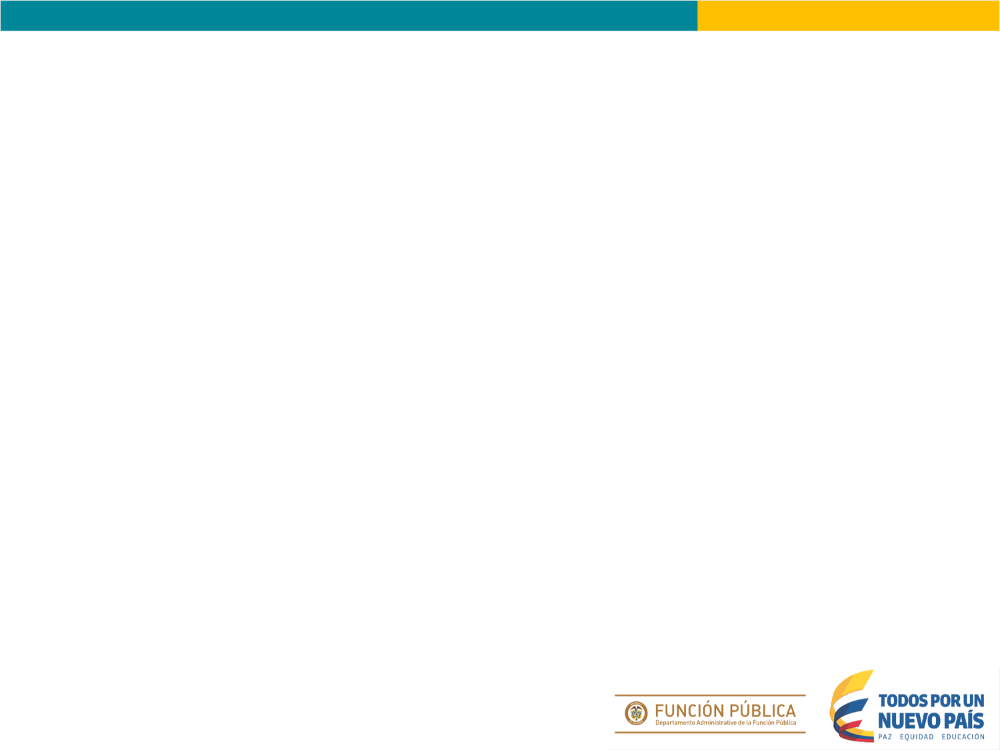 FUNCIÓN PÚBLICA
Departamento Administrativo de la Función Pública
TODOS POR UN
NUEVO PAÍS
PAZ EQUIDAD EDUCACIÓN